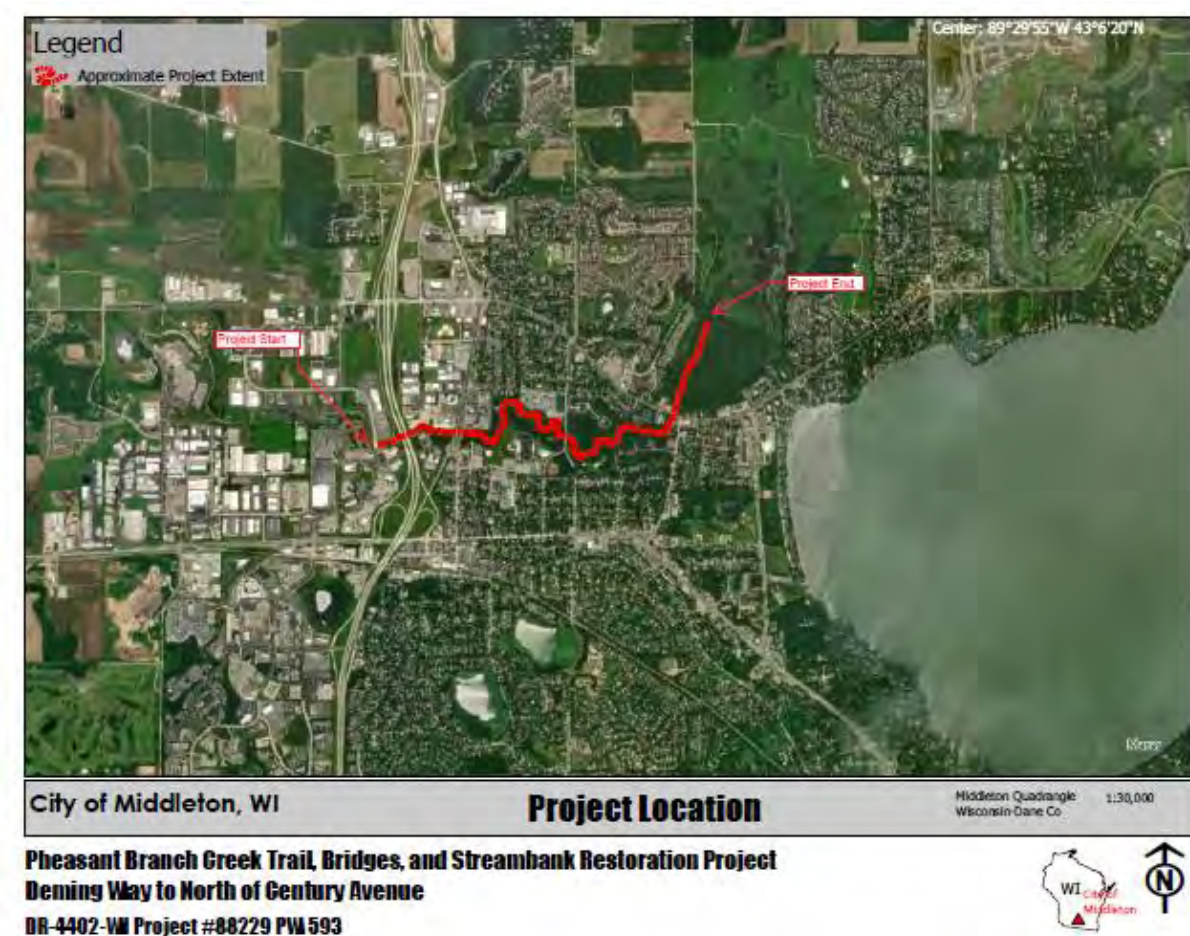 Legend
Approximate Project Extent
Center: 89°29'55"W 43°6'20"N
Project End
Project Start
City of Middleton, WI
Project Location
Middleton Quadrangle
Wisconsin-Dane Co
1:30,000
Pheasant Branch Creek Trail, Bridges, and Streambank Restoration Project
Deming Way to North of Century Avenue
DR-4402-WI Project #88229 PW 593
WI
City of
Middleton
N